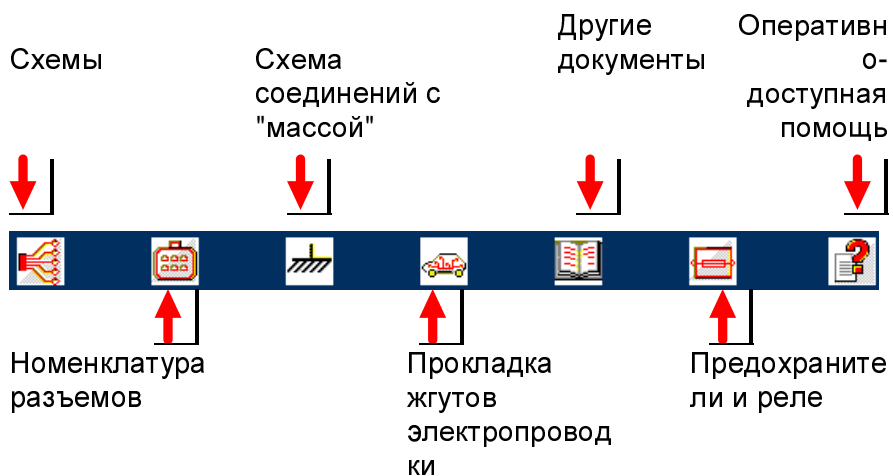 Схемы
Схема
соединений с
"массой"
Другие
документы
Оперативн
о-
доступная
помощь
Номенклатура
разъемов
Прокладка
жгутов
электропровод
ки
Предохраните
ли и реле